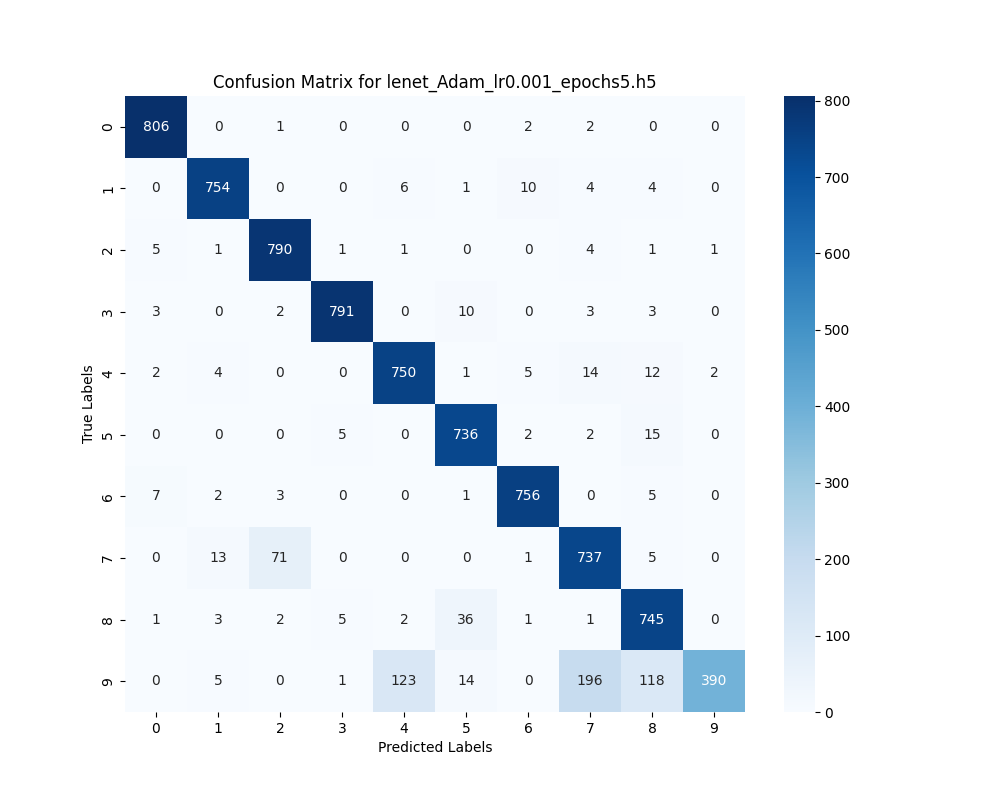 Confusion Matrix for lenet_Adam_lr0.001_epochs5.h5
0 806 0 1 0 0 0 2 2 0 0
1 0 754 0 0 6 1 10 4 4 0
2 5 1 790 1 1 0 0 4 1 1
3 3 0 2 791 0 10 0 3 3 0
4 2 4 0 0 750 1 5 14 12 2
5 0 0 0 5 0 736 2 2 15 0
6 7 2 3 0 0 1 756 0 5 0
7 0 13 71 0 0 0 1 737 5 0
8 1 3 2 5 2 36 1 1 745 0
9 0 5 0 1 123 14 0 196 118 390
0 1 2 3 4 5 6 7 8 9
Predicted Labels
True Labels
800
700
600
500
400
300
200
100
0